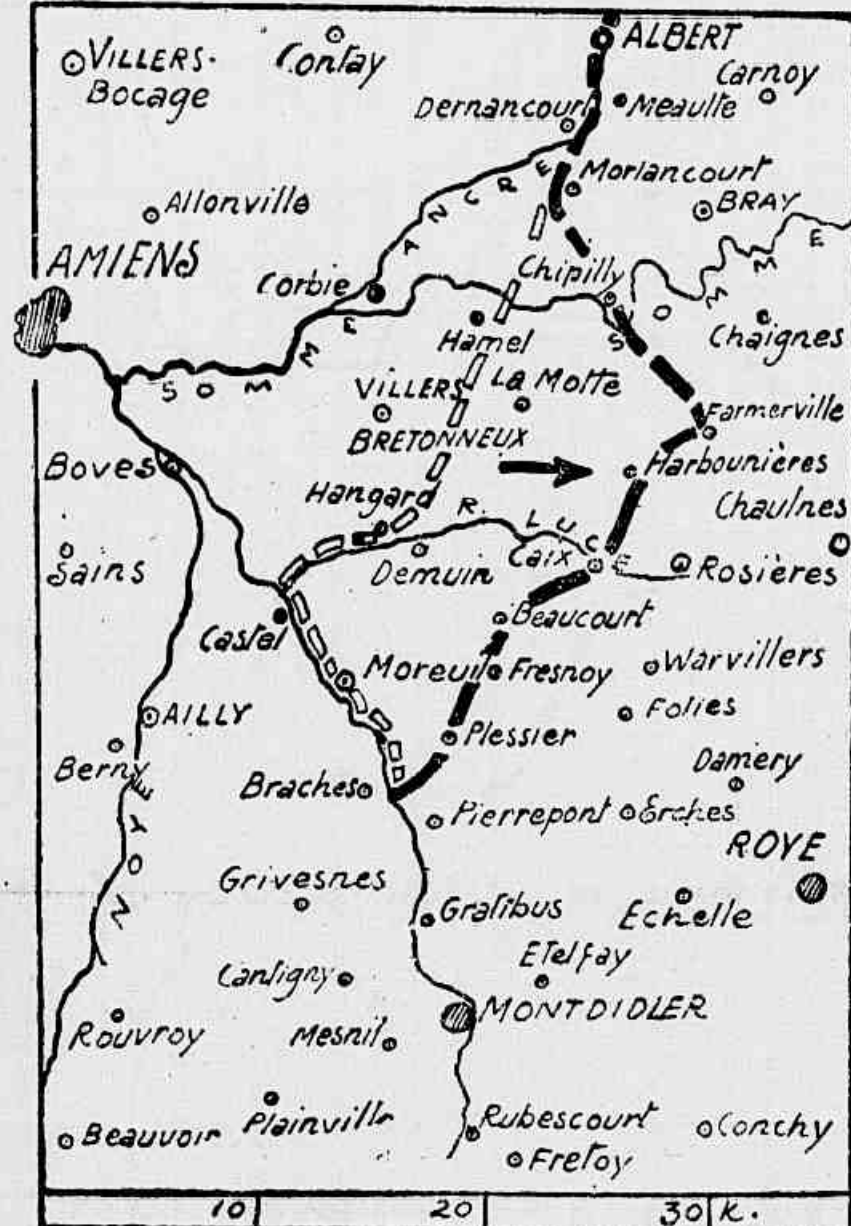 ALBERT
VILLERS-
Bocage
Contay
Carnoy
Dernancourt
Meaulte
Morlancourt
ANCRE
Allonville
BRAY
AMIENS
Corbie
Chipilly
SOMME
Hamel
Chaignes
SOMME
VILLERS
BRETONNEUX
La Motte
Farmerville
Boves
Harbounières
Hangard
Chaulnes
R. LUCE
Sains
Demuin
Caix
Rosières
Castel
Beaucourt
Moreuil
Fresnoy
Warvillers
AILLY
Folies
Plessier
Berny
Damery
Braches
Pierrepont
Erches
NOYE
ROYE
Grivesnes
Gratibus
Echelle
Cantigny
Etelfay
Rouvroy
Mesnil
MONTDIDLER
Plainville
Beauvoir
Rubescourt
Conchy
Fretoy
10 20 30 K.